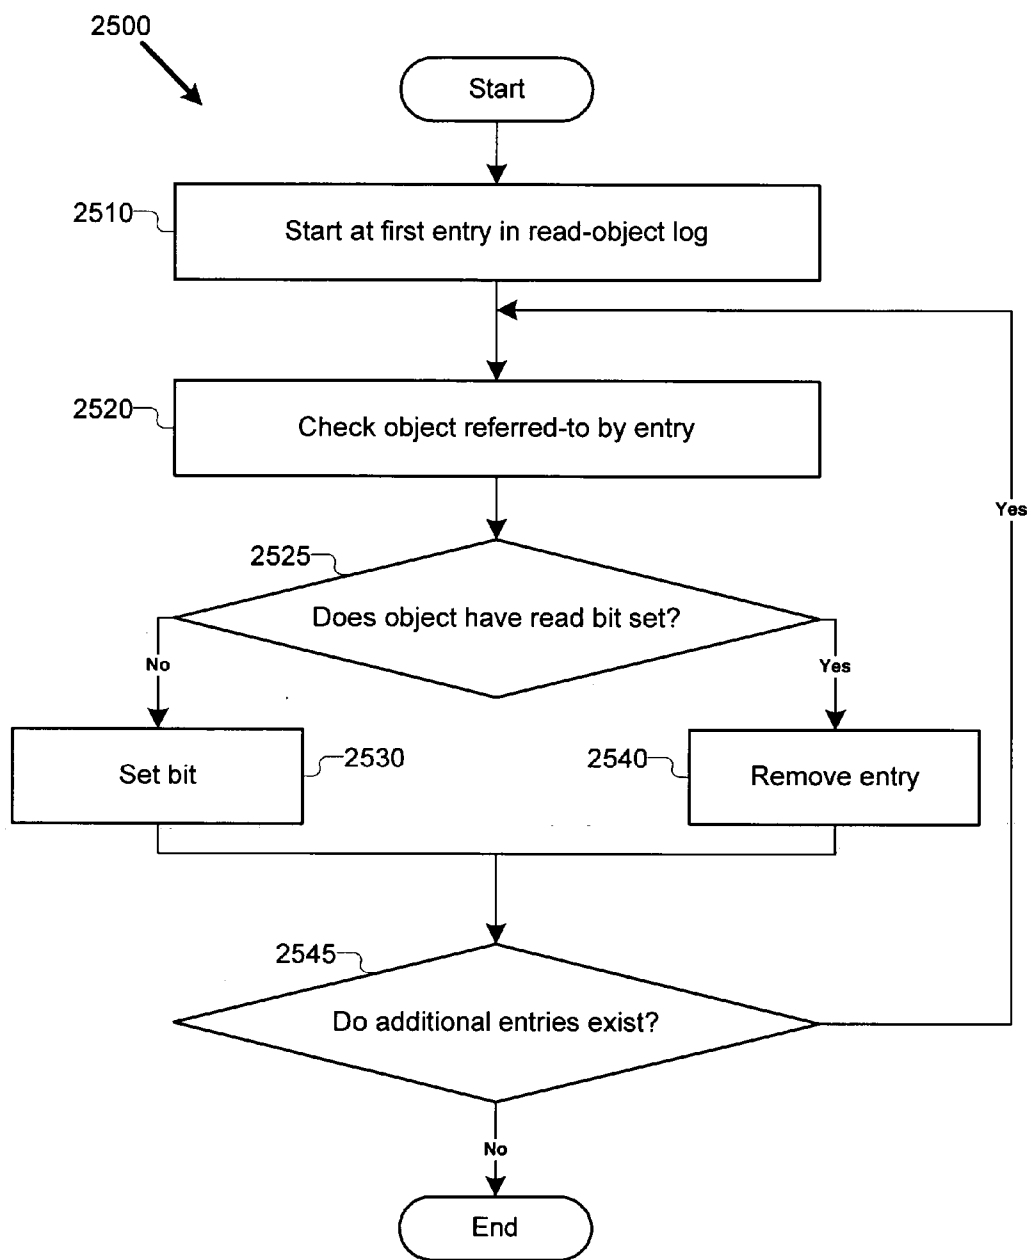 2500
Start
2510
Start at first entry in read-object log
2520
Check object referred-to by entry
Yes
2525
Does object have read bit set?
No
Yes
Set bit
2530
2540
Remove entry
2545
Do additional entries exist?
No
End